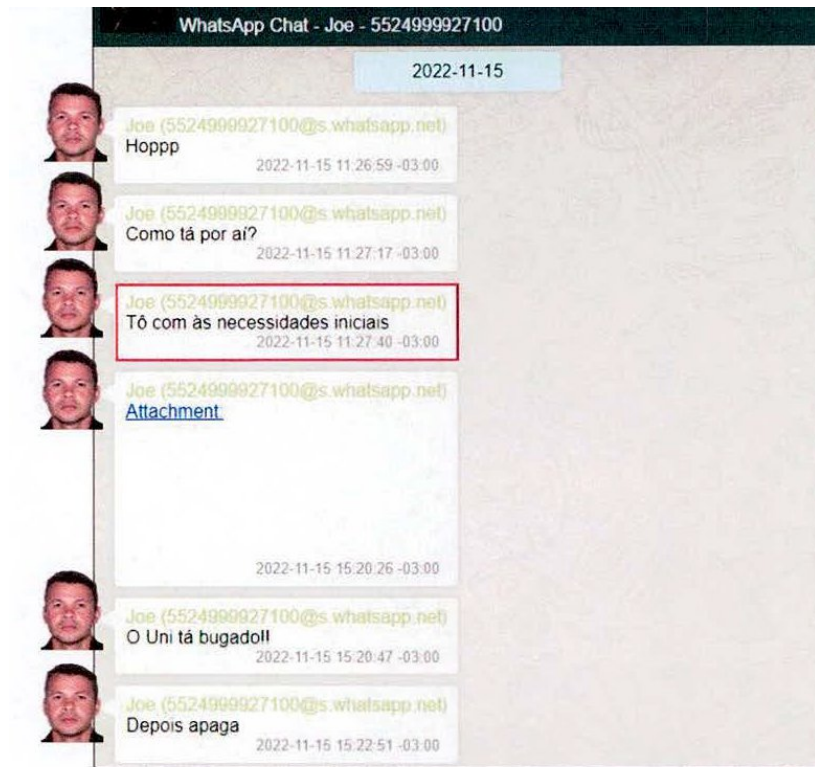 WhatsApp Chat - Joe - 5524999927100
2022-11-15
Joe (5524999927100@s.whatsapp.net)
Hoppp
2022-11-15 11:26:59 -03:00
Joe (5524999927100@s.whatsapp.net)
Como tá por aí?
2022-11-15 11:27:17 -03:00
Joe (5524999927100@s.whatsapp.net)
Tô com às necessidades iniciais
2022-11-15 11:27:40 -03:00
Joe (5524999927100@s.whatsapp.net)
Attachment
2022-11-15 15:20:26 -03:00
Joe (5524999927100@s.whatsapp.net)
O Uni tá bugado!!
2022-11-15 15:20:47 -03:00
Joe (5524999927100@s.whatsapp.net)
Depois apaga
2022-11-15 15:22:51 -03:00